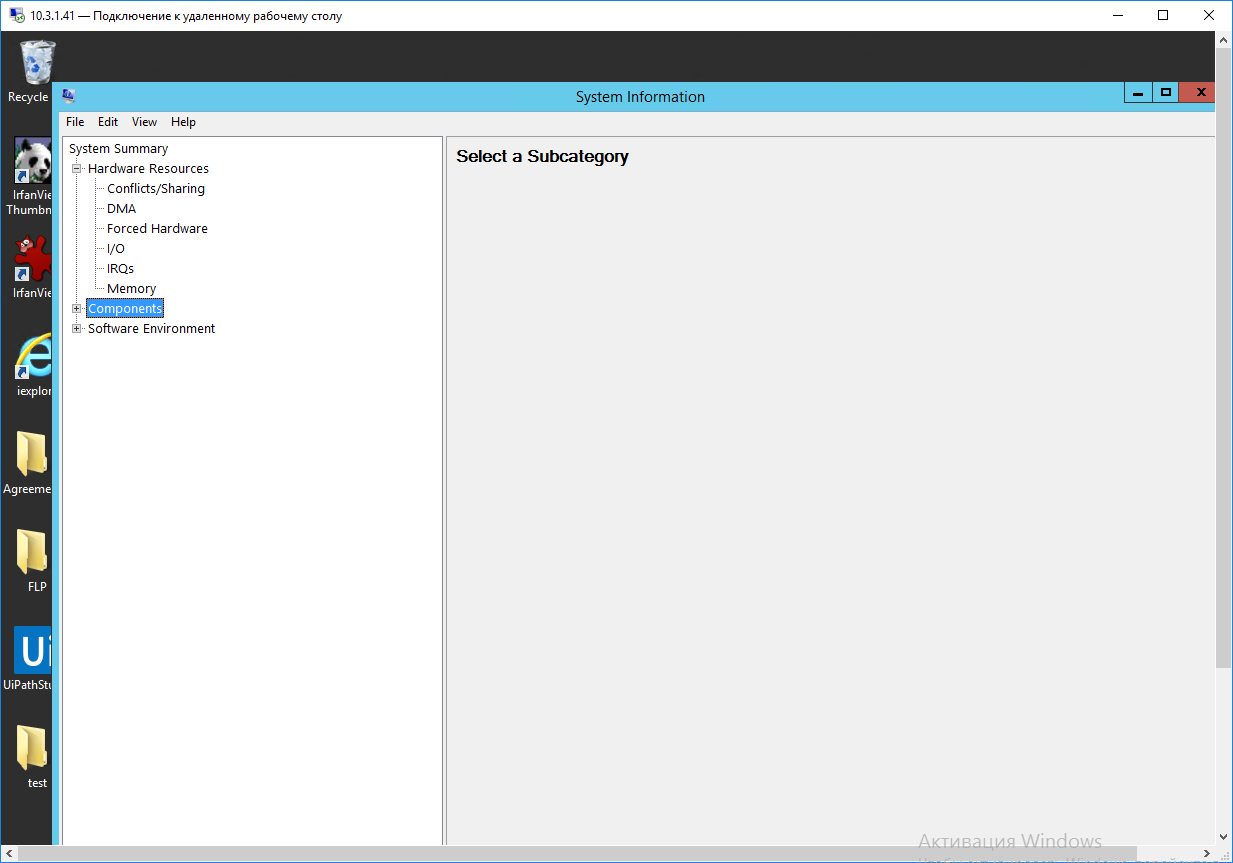 10.3.1.41 — Подключение к удаленному рабочему столу
Recycle
System Information
File Edit View Help
System Summary
Hardware Resources
Conflicts/Sharing
DMA
Forced Hardware
I/O
IRQs
Memory
Components
Software Environment
Select a Subcategory
IrfanVie
Thumbn
IrfanVie
iexplor
Agreeme
FLP
Ui
UiPathStu
test
Активация Windows